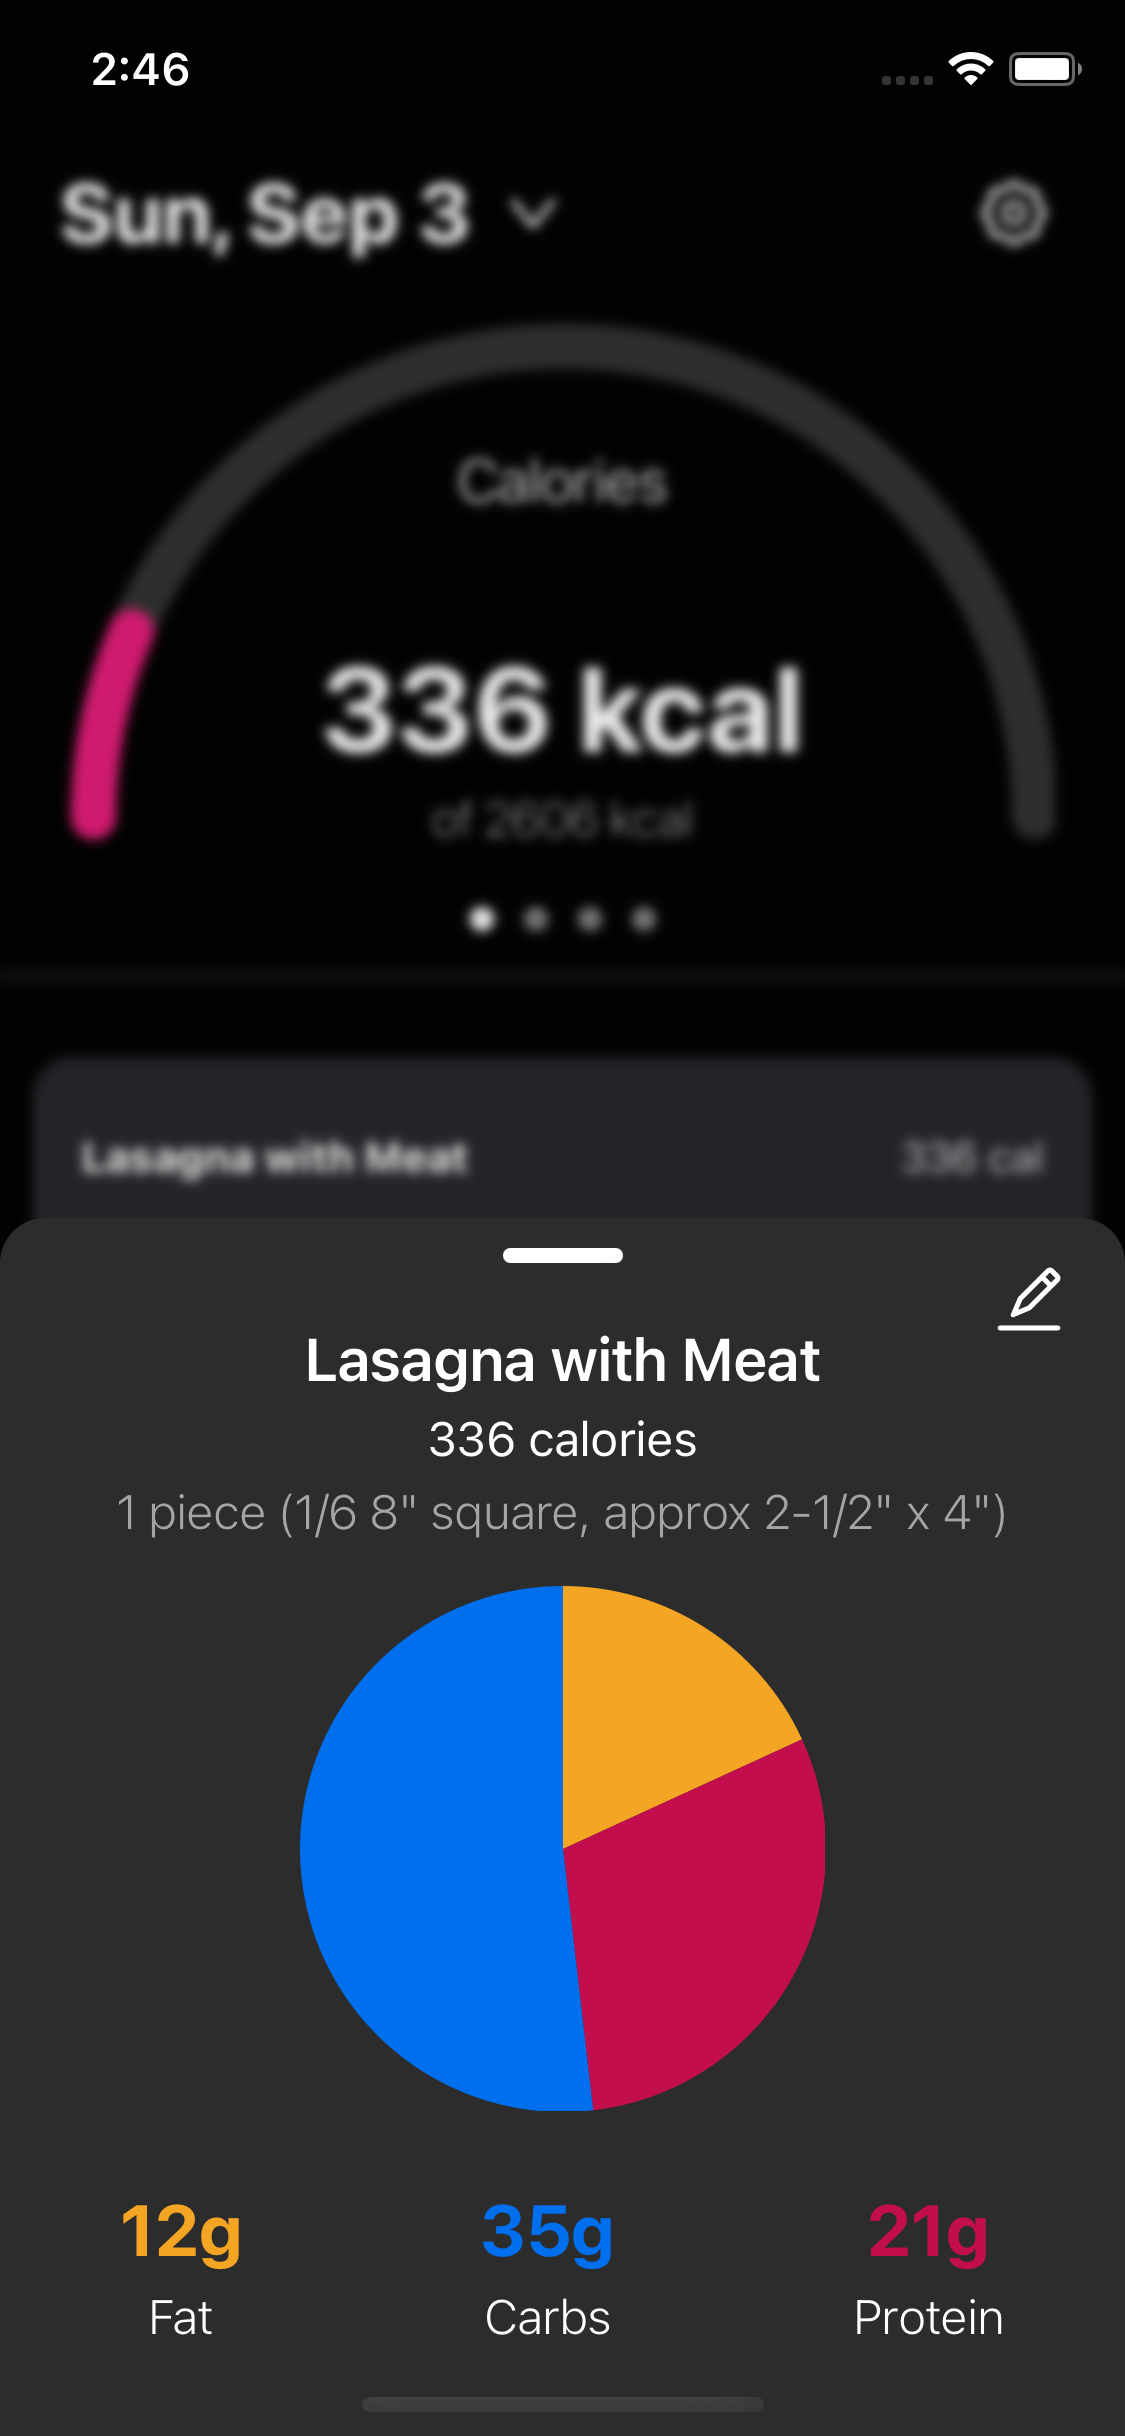 2:46
Sun, Sep 3
Calories
336 kcal
of 2606 kcal
Lasagna with Meat 336 cal
Lasagna with Meat
336 calories
1 piece (1/6 8" square, approx 2-1/2" x 4")
12g 35g 21g
Fat Carbs Protein